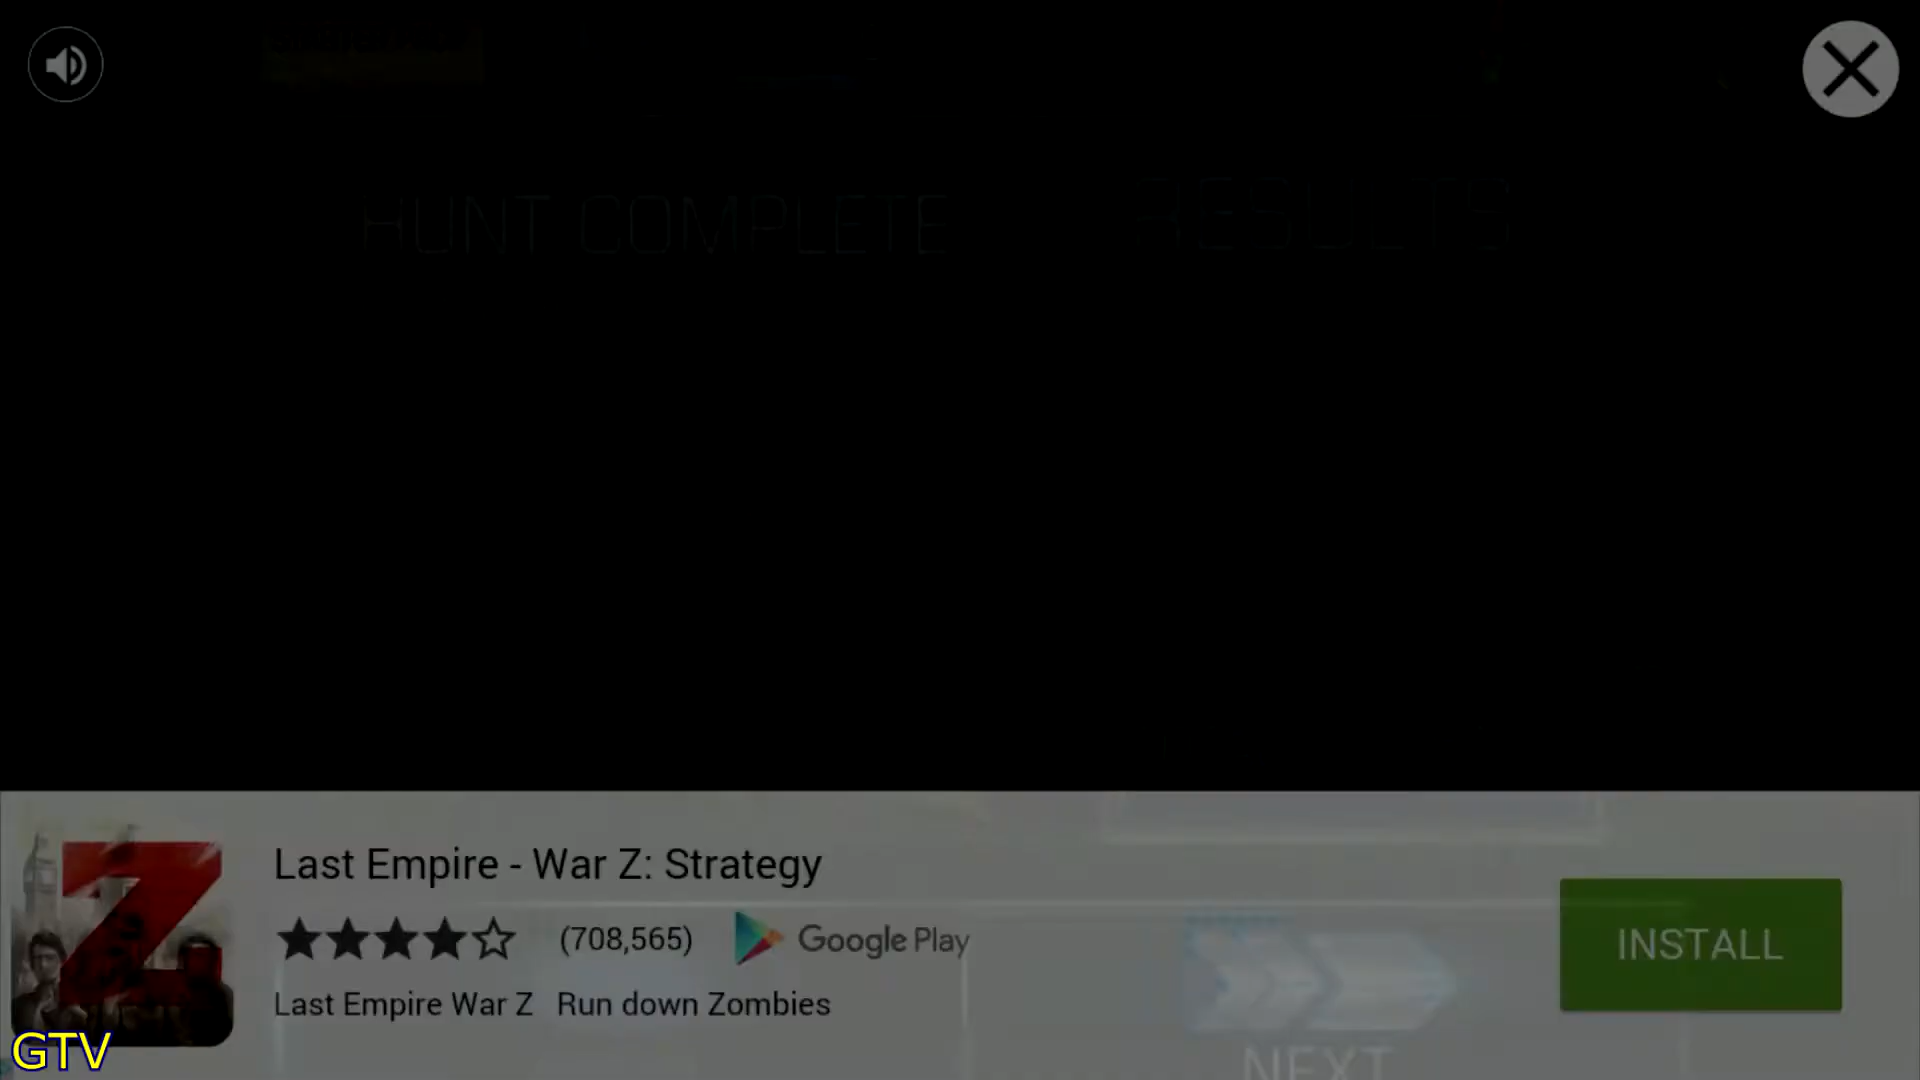 HUNT COMPLETE
RESULTS
Last Empire - War Z: Strategy
(708,565)
Google Play
INSTALL
Last Empire War Z Run down Zombies
Z
GTV
NEXT